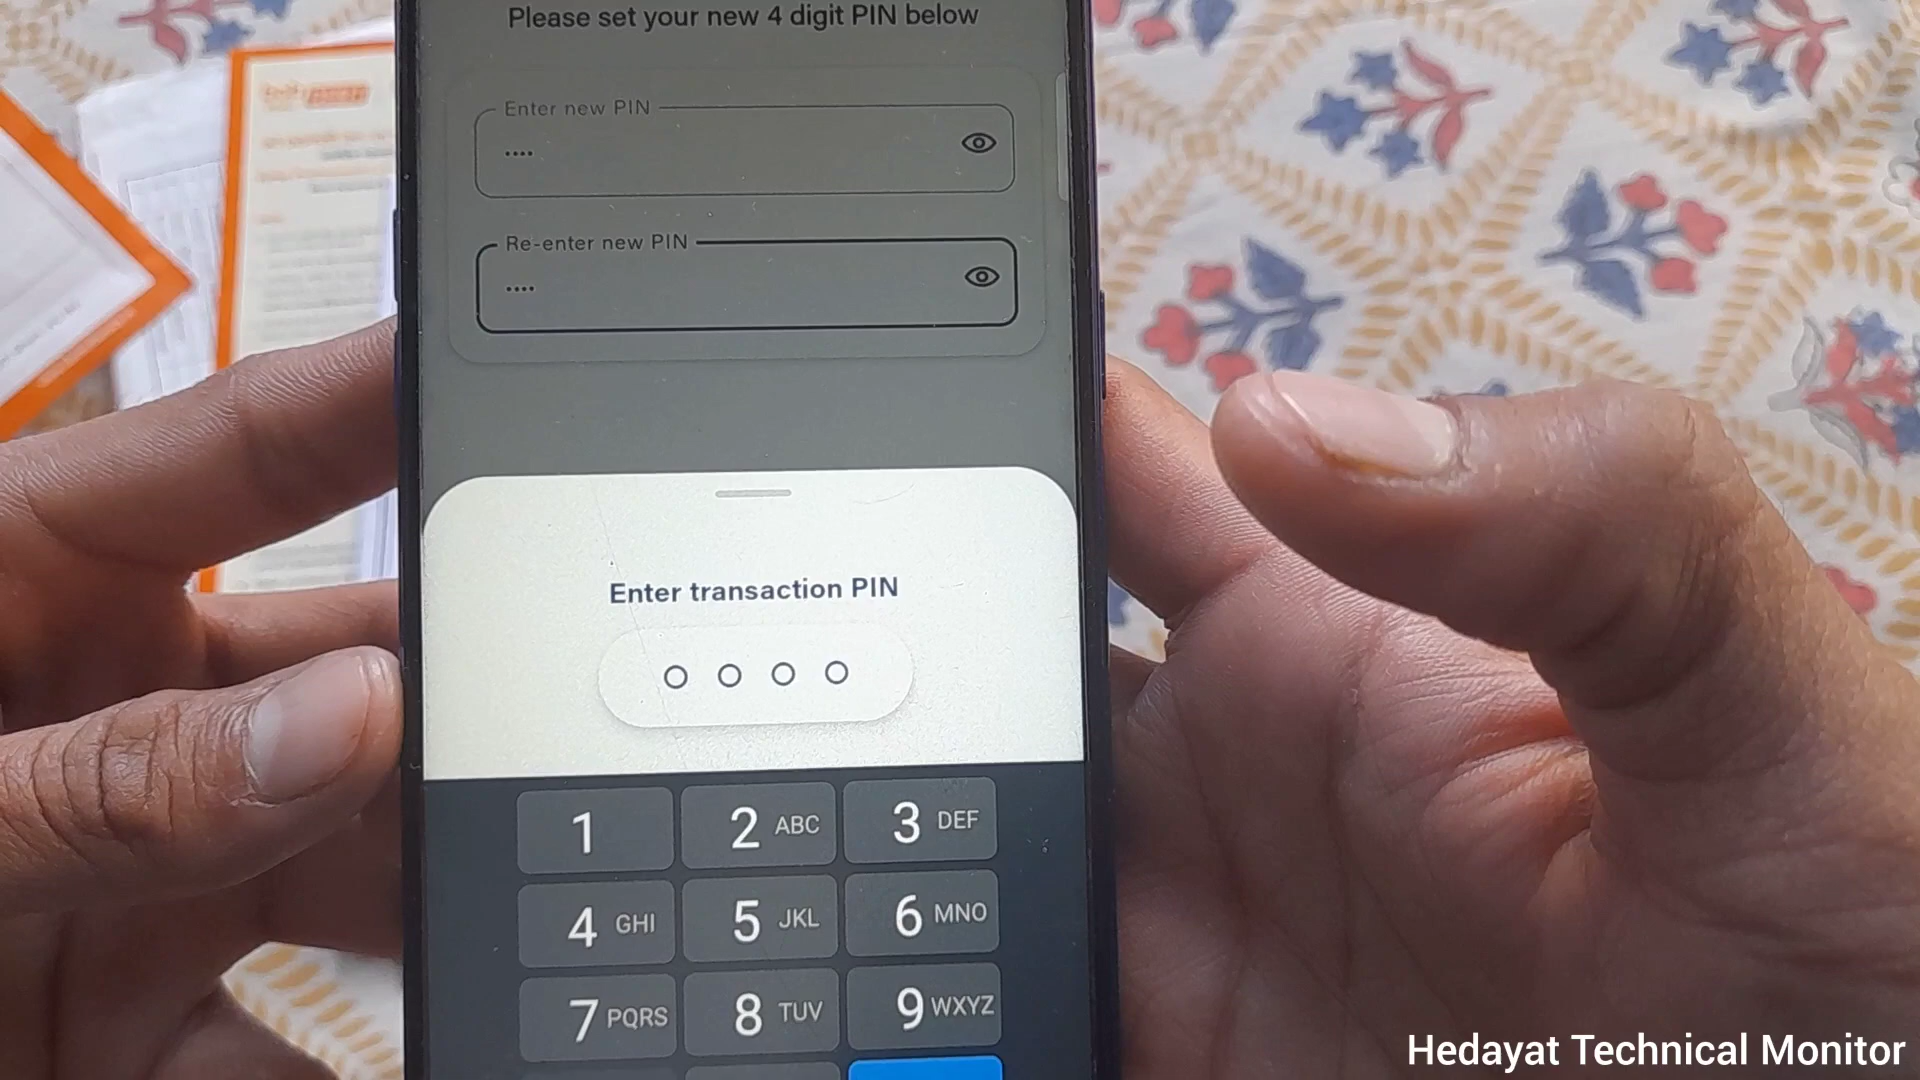 Please set your new 4 digit PIN below
Enter new PIN
....
Re-enter new PIN
....
Enter transaction PIN
1
2 ABC
3 DEF
4 GHI
5 JKL
6 MNO
7 PQRS
8 TUV
9 WXYZ
Hedayat Technical Monitor